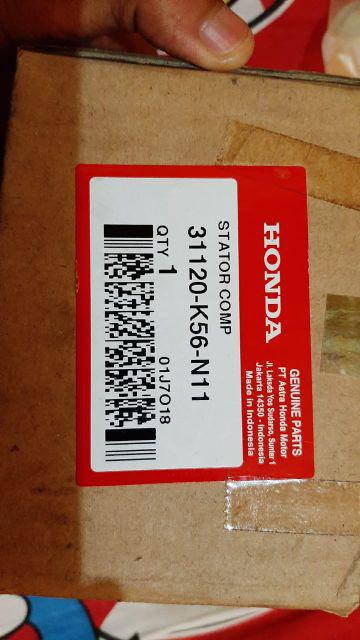 HONDA
GENUINE PARTS
PT Astra Honda Motor
Jl. Laksda Yos Sudarso, Sunter 1
Jakarta 14350 - Indonesia
Made in Indonesia
STATOR COMP
31120-K56-N11
QTY 1 01J7O18